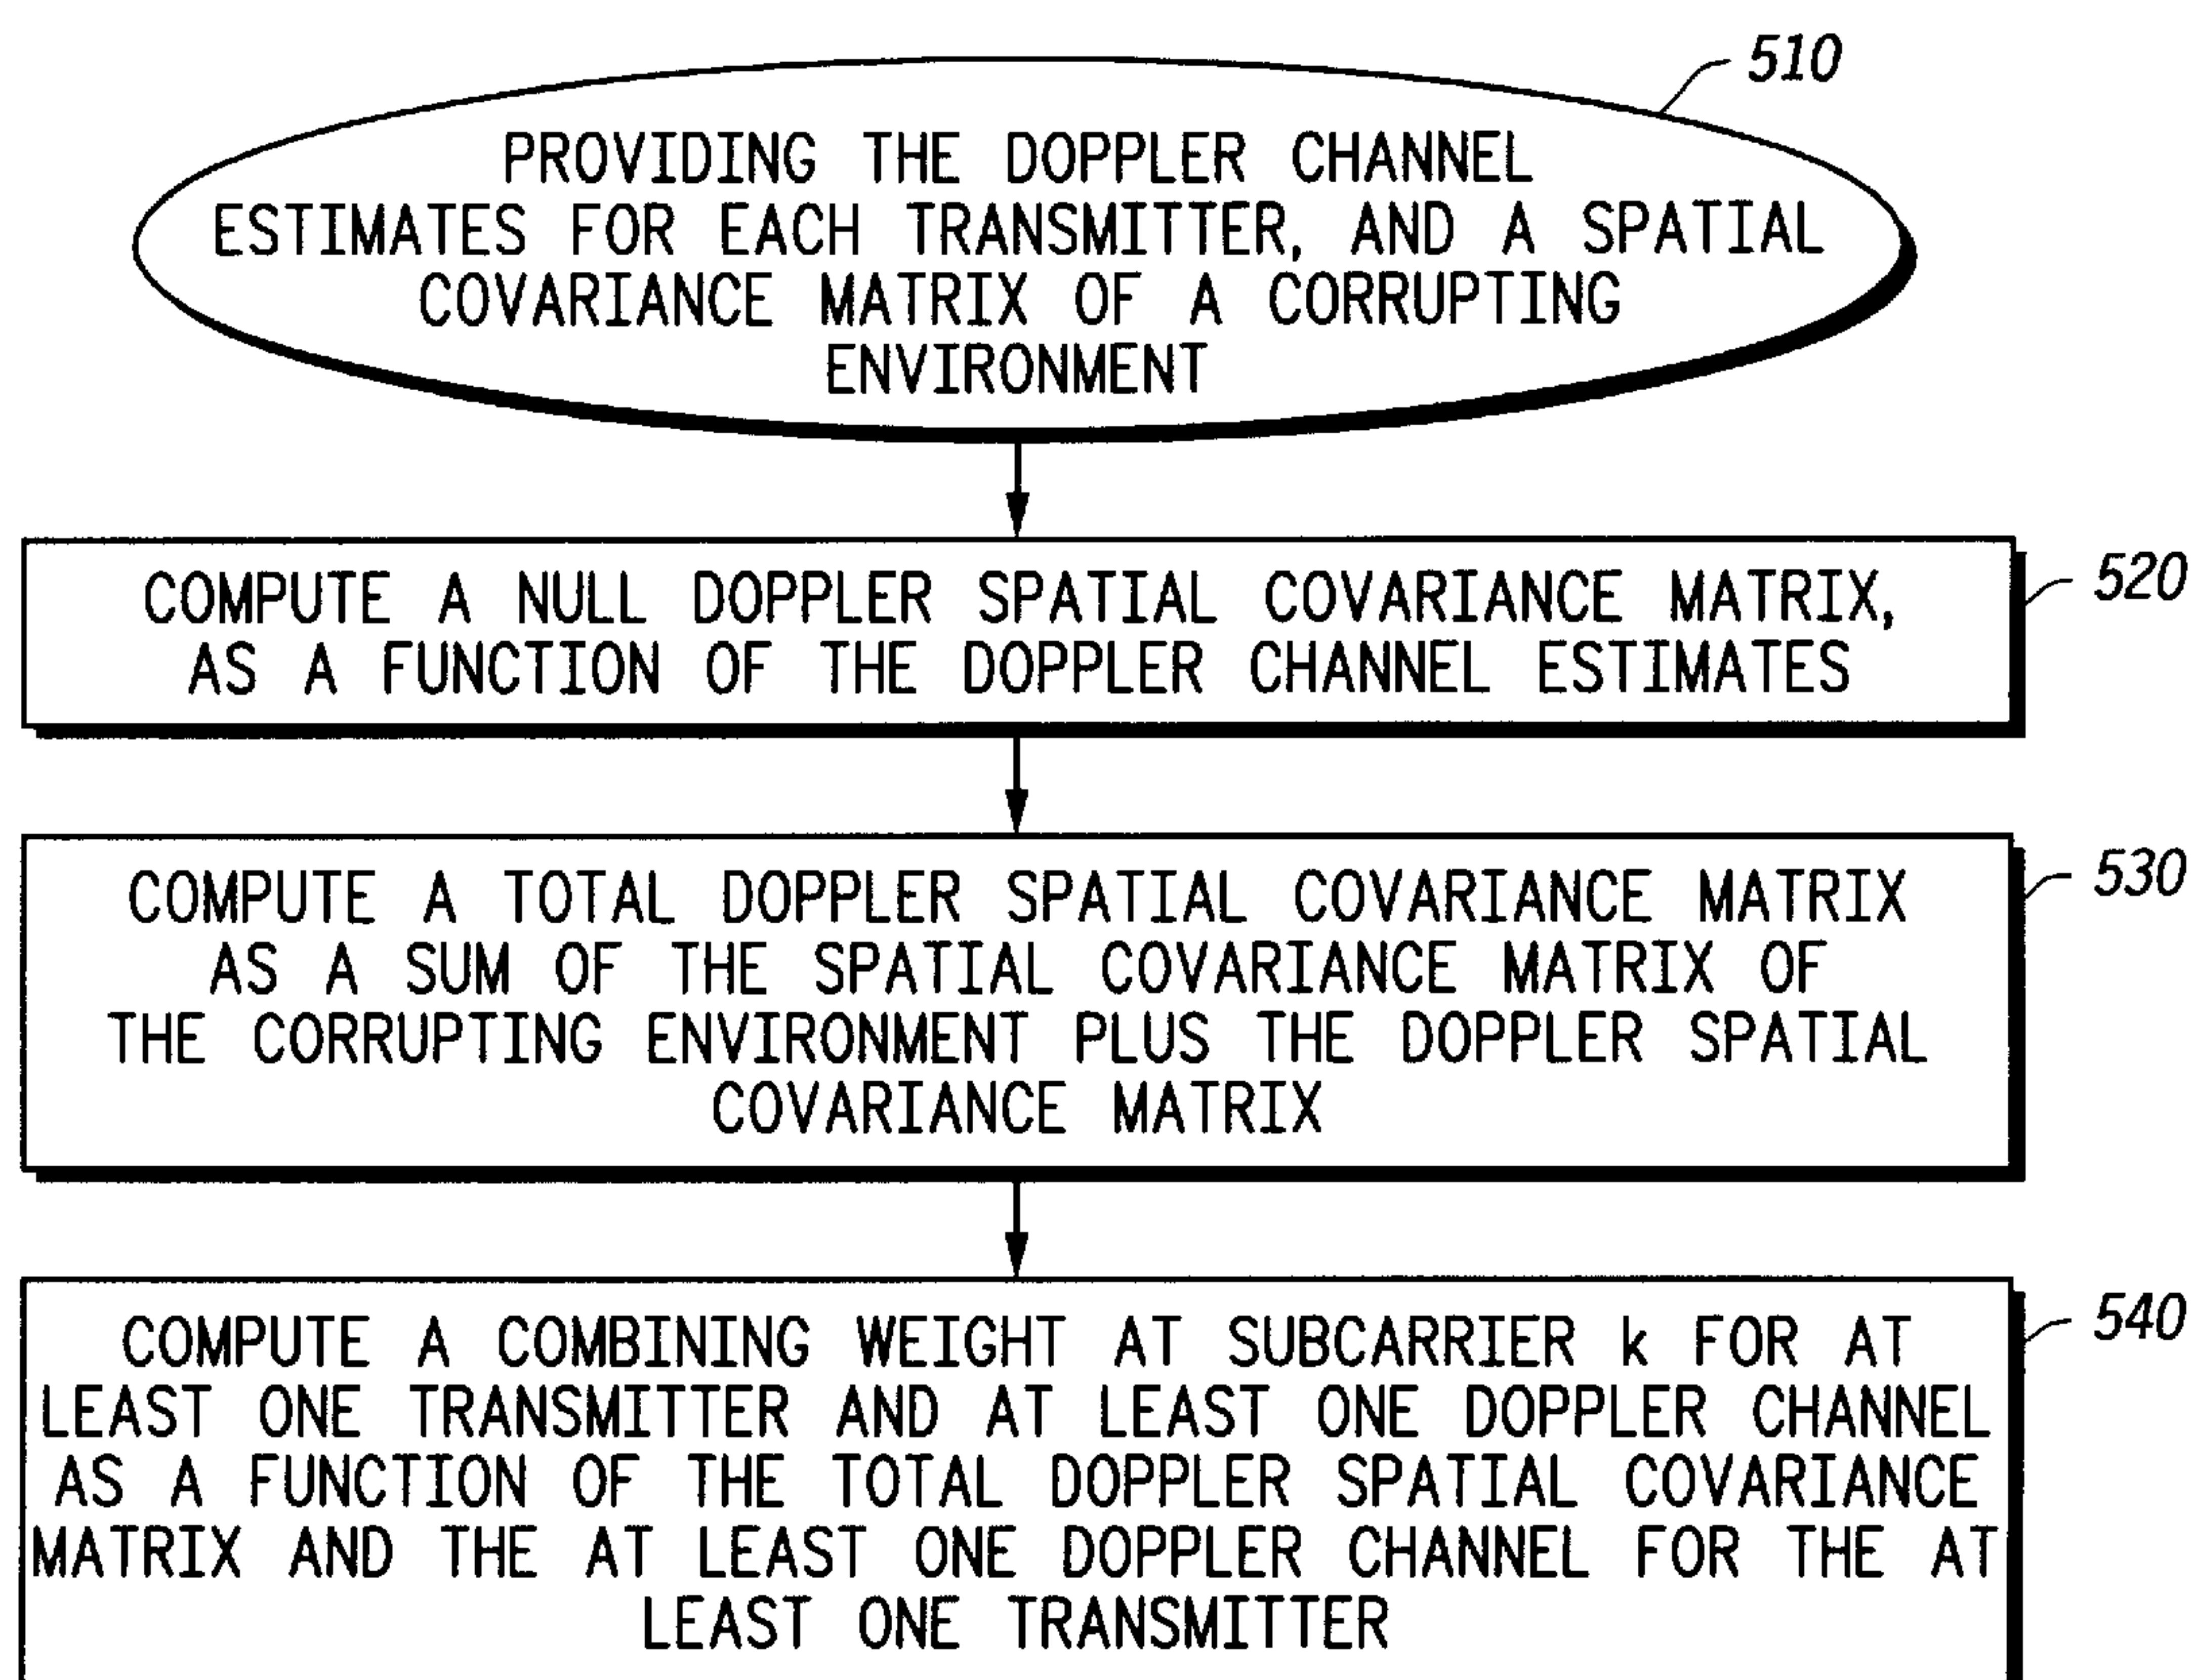 510
PROVIDING THE DOPPLER CHANNEL
ESTIMATES FOR EACH TRANSMITTER, AND A SPATIAL
COVARIANCE MATRIX OF A CORRUPTING
ENVIRONMENT
520
COMPUTE A NULL DOPPLER SPATIAL COVARIANCE MATRIX,
AS A FUNCTION OF THE DOPPLER CHANNEL ESTIMATES
530
COMPUTE A TOTAL DOPPLER SPATIAL COVARIANCE MATRIX
AS A SUM OF THE SPATIAL COVARIANCE MATRIX OF
THE CORRUPTING ENVIRONMENT PLUS THE DOPPLER SPATIAL
COVARIANCE MATRIX
540
COMPUTE A COMBINING WEIGHT AT SUBCARRIER k FOR AT
LEAST ONE TRANSMITTER AND AT LEAST ONE DOPPLER CHANNEL
AS A FUNCTION OF THE TOTAL DOPPLER SPATIAL COVARIANCE
MATRIX AND THE AT LEAST ONE DOPPLER CHANNEL FOR THE AT
LEAST ONE TRANSMITTER